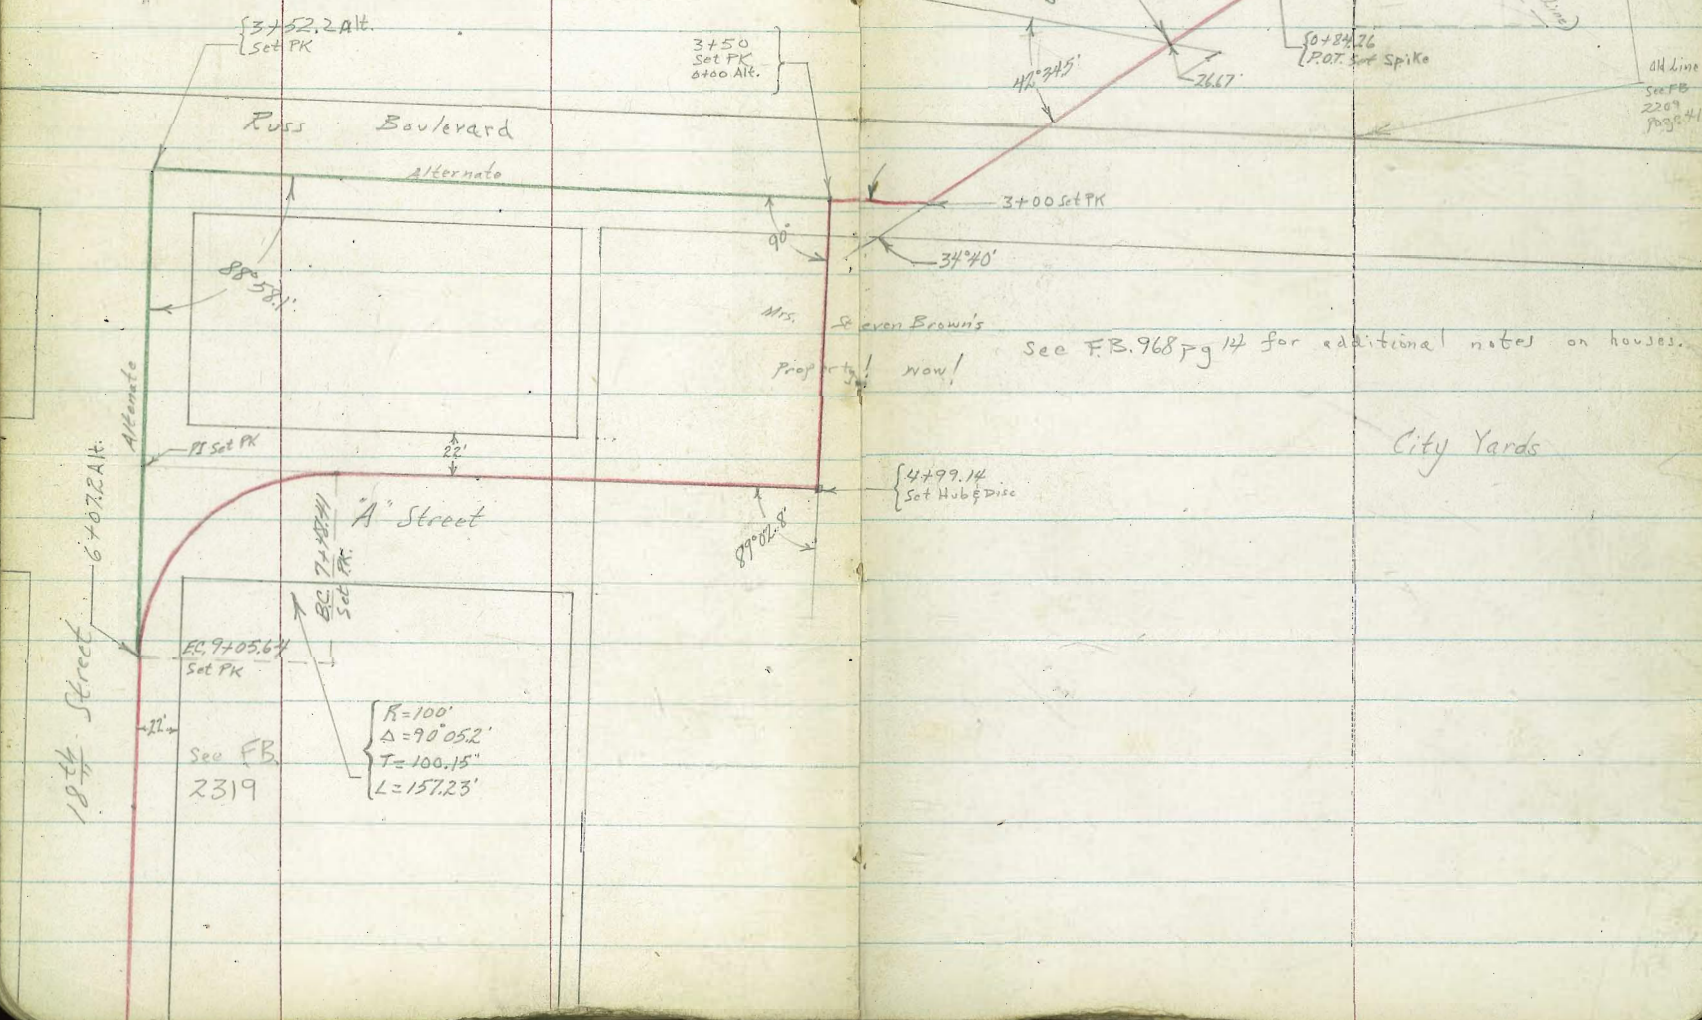 {3+52.2 Alt.
Set PK
3+50
Set PK
0+00 Alt.
Russ Boulevard
Alternate
88°58.1'
90°
Alternate
PI Set PK
6+07.2 Alt.
22'
"A" Street
B.C. 7+48.41
Set PK.
89°02.8'
18th Street
E.C. 9+05.64
Set PK
22'
See FB.
2319
R=100'
Δ=90°05.2'
T=100.15"
L=157.23'
42°34.5'
26.67'
{0+84.26
P.O.T. Set Spike
line)
Old Line
See FB
2209
page 41
3+00 Set PK
34°40'
Mrs. Steven Brown's
Property! Wow!
See F.B. 968 pg 14 for additional notes on houses.
City Yards
{4+99.14
Set Hub & Disc